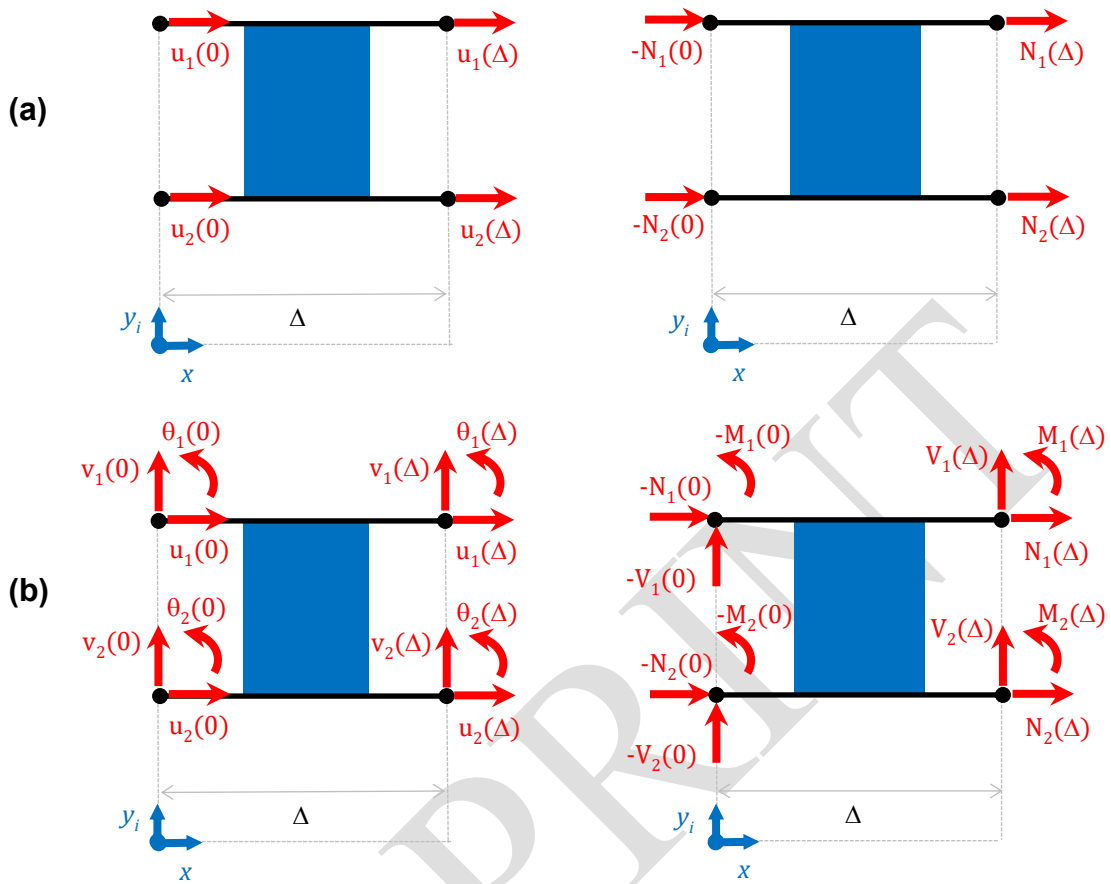 (a)
u₁(0)
u₁(Δ)
u₂(0)
u₂(Δ)
Δ
yᵢ
x
-N₁(0)
N₁(Δ)
-N₂(0)
N₂(Δ)
Δ
yᵢ
x
(b)
θ₁(0)
v₁(0)
u₁(0)
θ₁(Δ)
v₁(Δ)
u₁(Δ)
θ₂(0)
v₂(0)
u₂(0)
θ₂(Δ)
v₂(Δ)
u₂(Δ)
Δ
yᵢ
x
-M₁(0)
-N₁(0)
-V₁(0)
V₁(Δ)
M₁(Δ)
N₁(Δ)
-M₂(0)
-N₂(0)
-V₂(0)
V₂(Δ)
M₂(Δ)
N₂(Δ)
Δ
yᵢ
x
PRINT